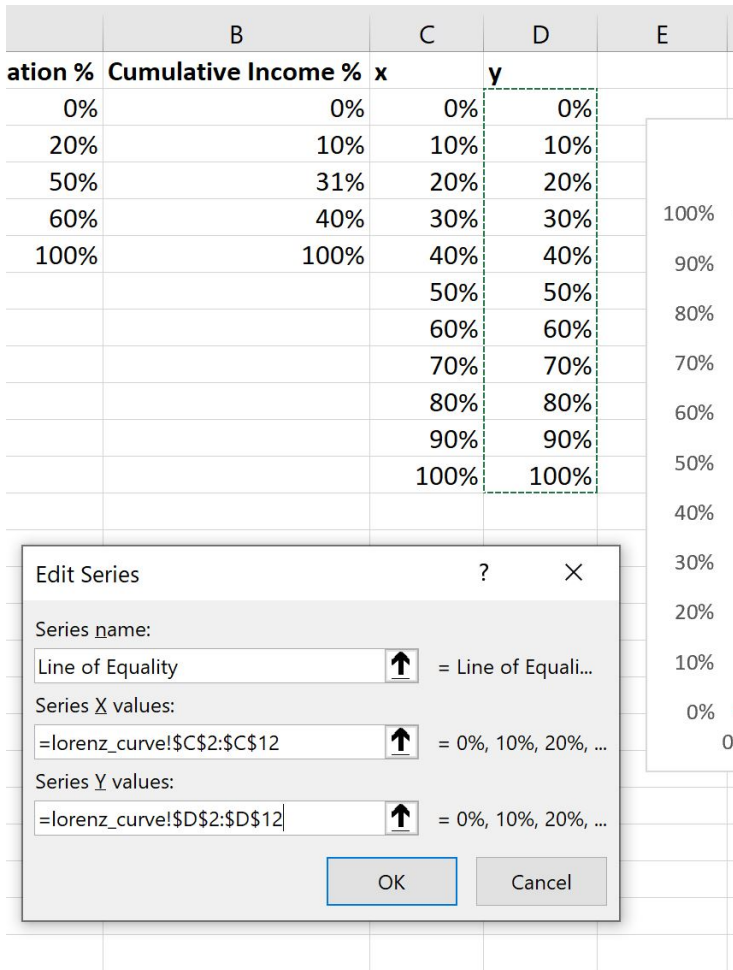 B C D E
ation % Cumulative Income % x y
0% 0% 0% 0%
20% 10% 10% 10%
50% 31% 20% 20%
60% 40% 30% 30%
100% 100% 40% 40%
50% 50%
60% 60%
70% 70%
80% 80%
90% 90%
100% 100%
100%
90%
80%
70%
60%
50%
40%
30%
20%
10%
0%
0
Edit Series ?
Series name:
Line of Equality = Line of Equali...
Series X values:
=lorenz_curve!$C$2:$C$12 = 0%, 10%, 20%, ...
Series Y values:
=lorenz_curve!$D$2:$D$12 = 0%, 10%, 20%, ...
OK Cancel